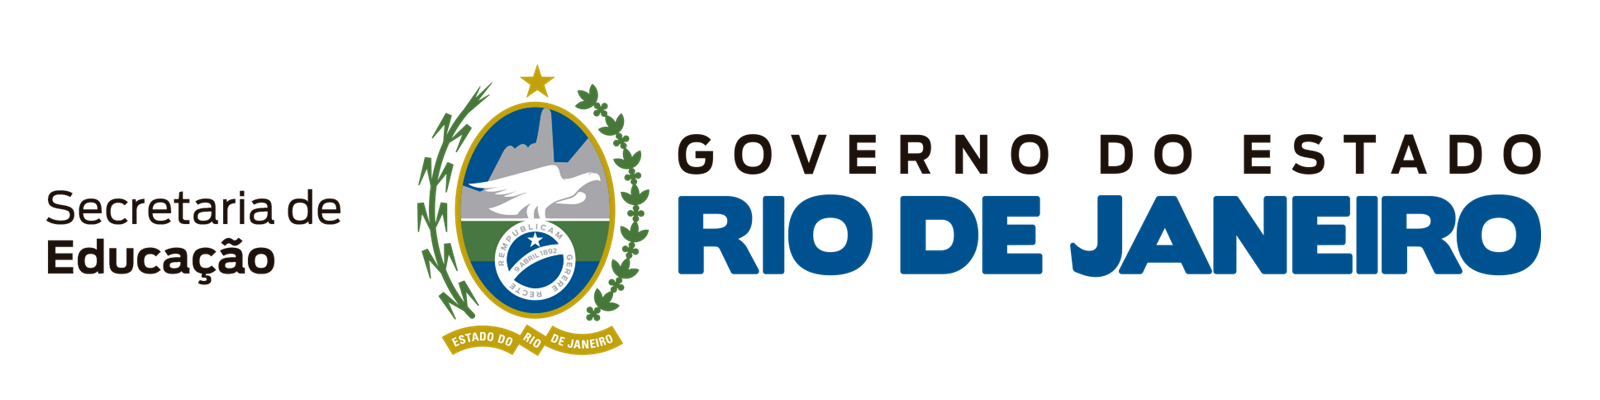 Secretaria de
Educação
REMPUBLICAM GERERE RECTE
9 ABRIL 1892
ESTADO DO RIO DE JANEIRO
GOVERNO DO ESTADO
RIO DE JANEIRO